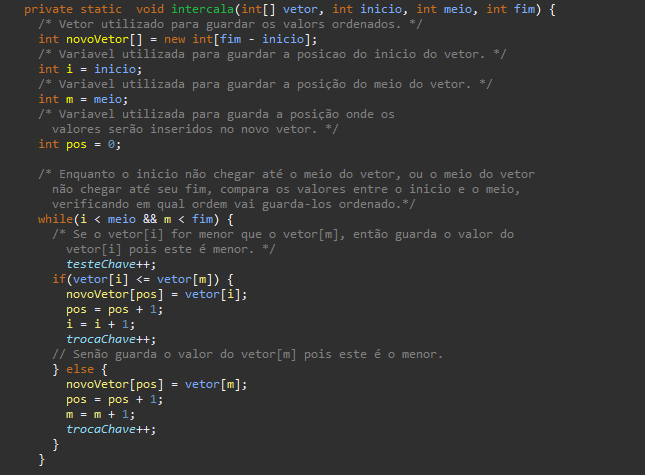 private static  void intercala(int[] vetor, int inicio, int meio, int fim) {
  /* Vetor utilizado para guardar os valors ordenados. */
  int novoVetor[] = new int[fim - inicio];
  /* Variavel utilizada para guardar a posicao do inicio do vetor. */
  int i = inicio;
  /* Variavel utilizada para guardar a posição do meio do vetor. */
  int m = meio;
  /* Variavel utilizada para guarda a posição onde os
    valores serão inseridos no novo vetor. */
  int pos = 0;

  /* Enquanto o inicio não chegar até o meio do vetor, ou o meio do vetor
    não chegar até seu fim, compara os valores entre o inicio e o meio,
    verificando em qual ordem vai guarda-los ordenado.*/
  while(i < meio && m < fim) {
    /* Se o vetor[i] for menor que o vetor[m], então guarda o valor do
      vetor[i] pois este é menor. */
      testeChave++;
    if(vetor[i] <= vetor[m]) {
      novoVetor[pos] = vetor[i];
      pos = pos + 1;
      i = i + 1;
      trocaChave++;
    // Senão guarda o valor do vetor[m] pois este é o menor.
    } else {
      novoVetor[pos] = vetor[m];
      pos = pos + 1;
      m = m + 1;
      trocaChave++;
    }
  }